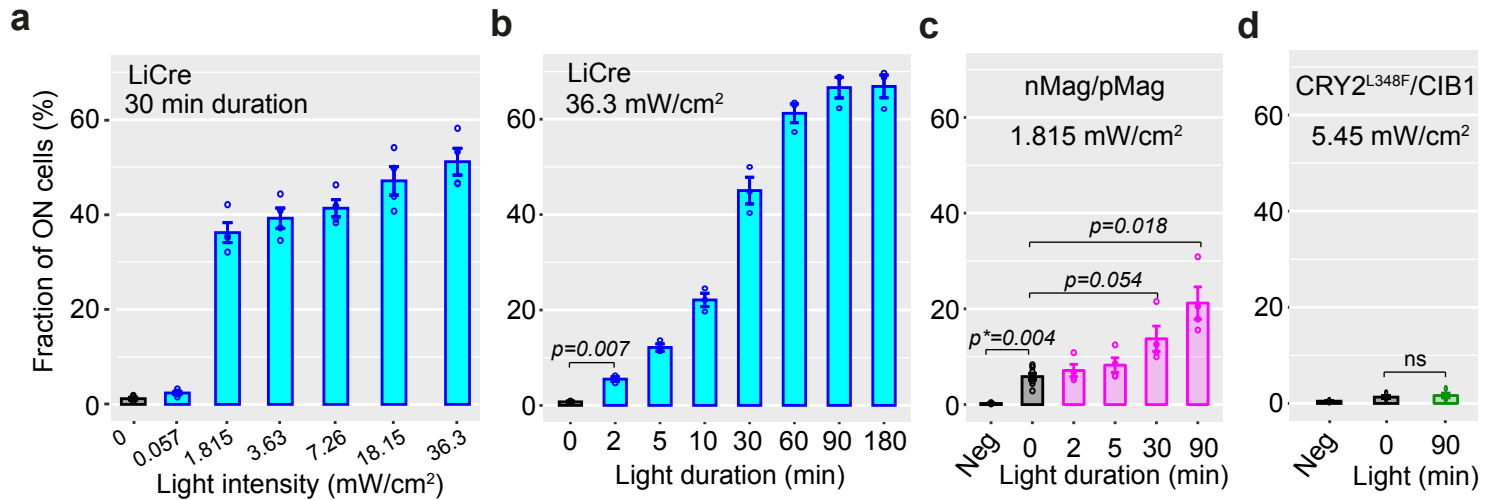 a
LiCre
30 min duration
Fraction of ON cells (%)
60
40
20
0
0
0.057
1.815
3.63
7.26
18.15
36.3
Light intensity (mW/cm²)
b
LiCre
36.3 mW/cm²
60
40
20
0
p=0.007
0 2 5 10 30 60 90 180
Light duration (min)
c
nMag/pMag
1.815 mW/cm²
60
40
20
0
p=0.018
p=0.054
p*=0.004
Neg 0 2 5 30 90
Light duration (min)
d
CRY2ᴸ³⁴⁸ᶠ/CIB1
5.45 mW/cm²
60
40
20
0
ns
Neg 0 90
Light (min)